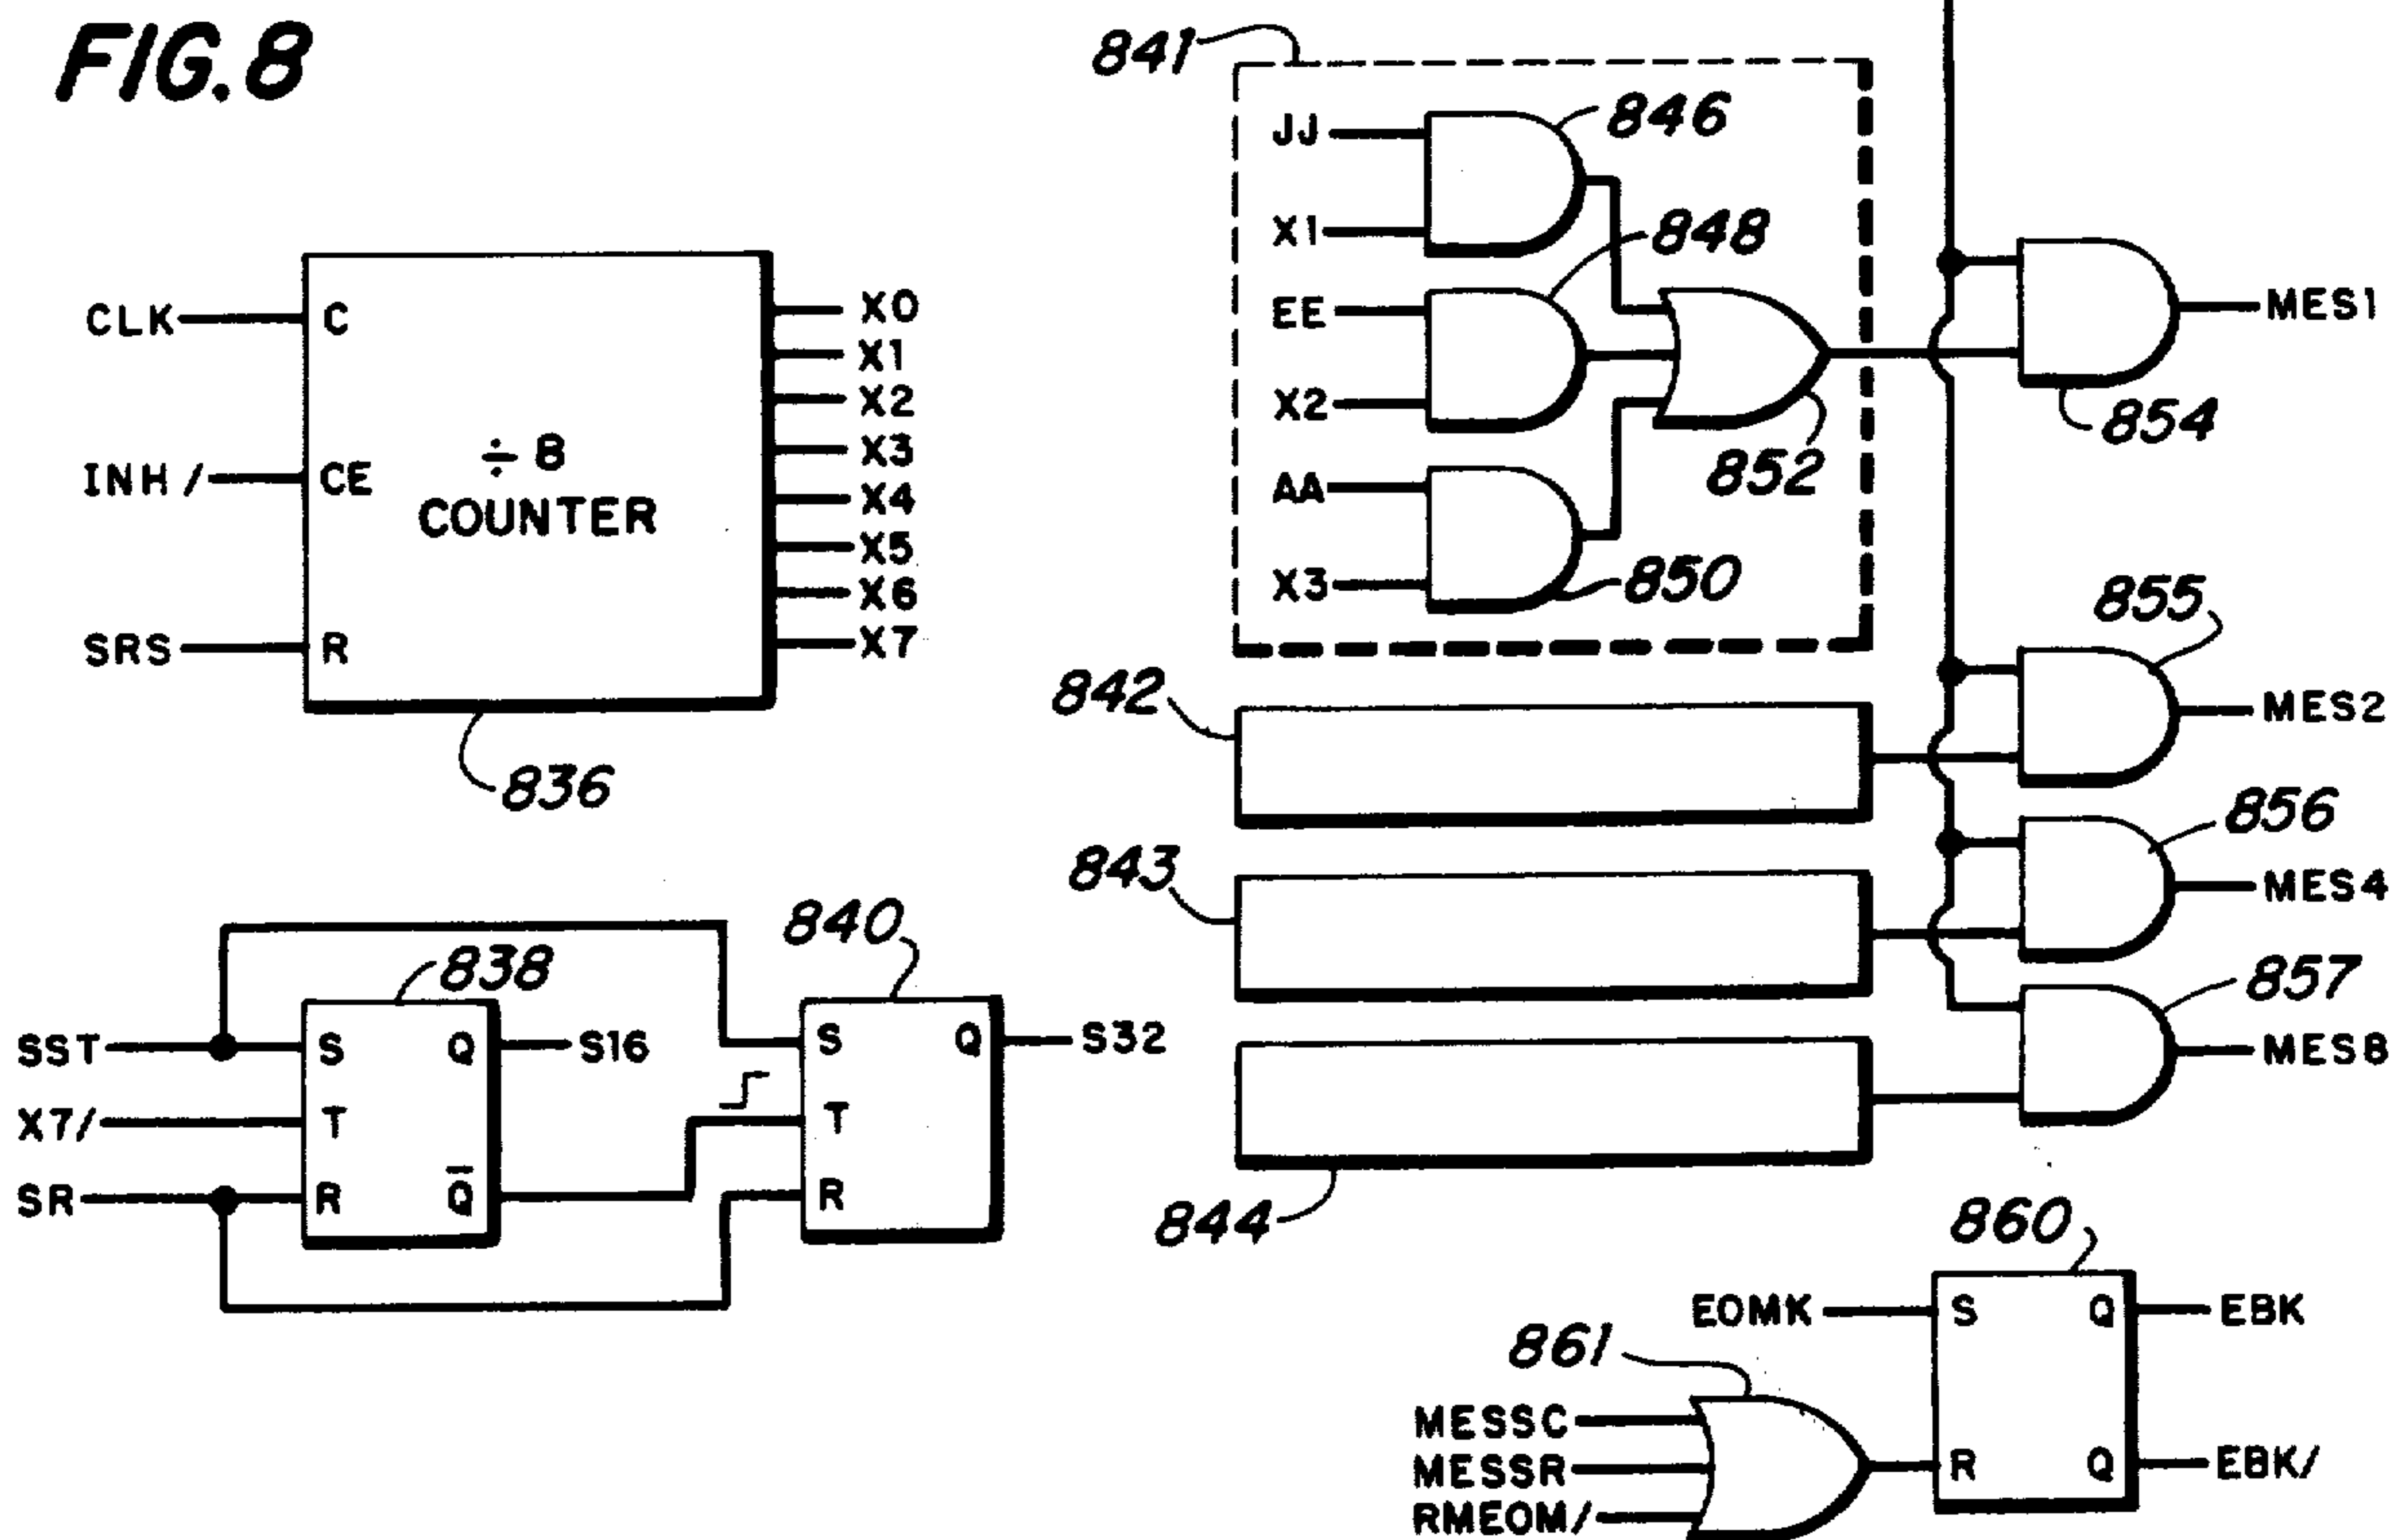 FIG. 8
841
JJ
846
X1
848
EE
X2
852
AA
X3
850
MES1
854
CLK
C
INH /
CE
SRS
R
÷ 8
COUNTER
X0
X1
X2
X3
X4
X5
X6
X7
836
842
855
MES2
843
856
MES4
857
MES8
844
838
840
SST
S
Q
S16
X7/
T
SR
R
Q̅
S
Q
S32
T
R
860
EOMK
S
Q
EBK
861
MESSC
MESSR
RMEOM/
R
Q
EBK/